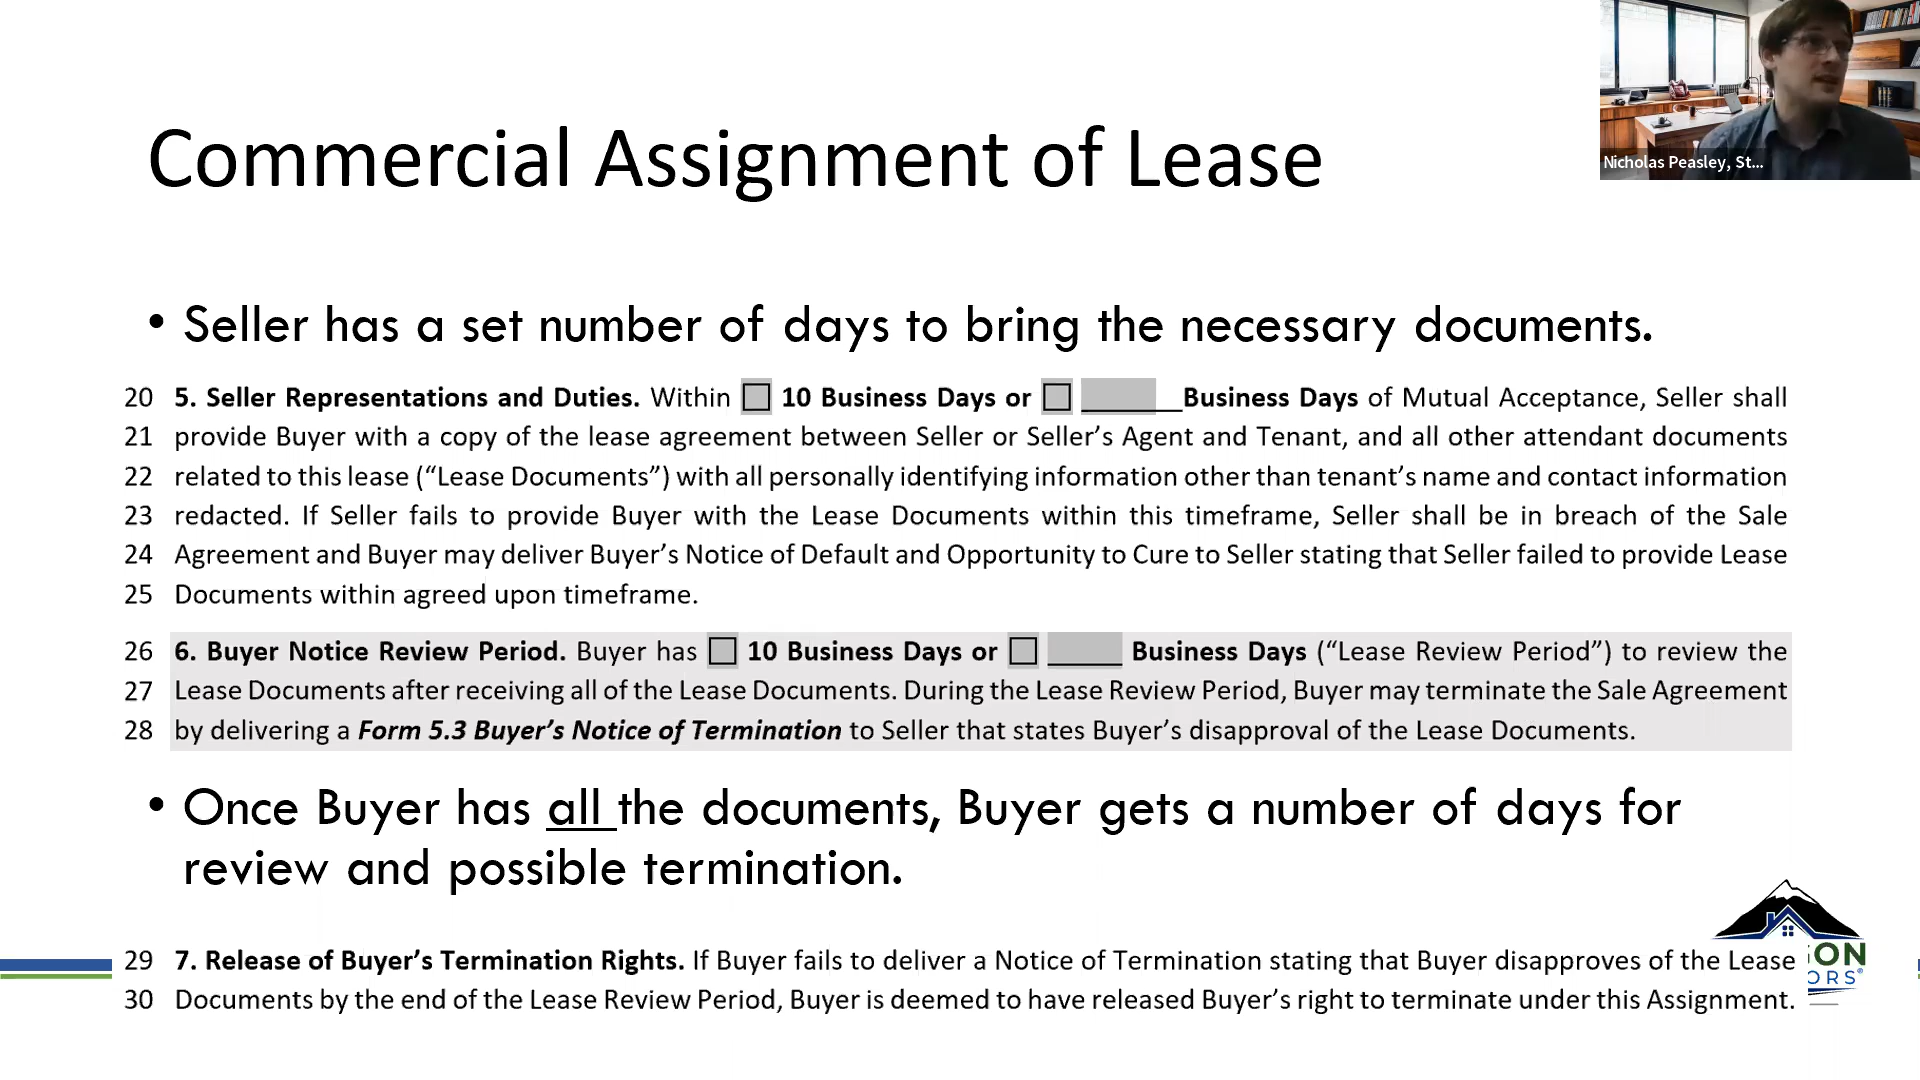 Commercial Assignment of Lease
Nicholas Peasley, St...
• Seller has a set number of days to bring the necessary documents.
20 5. Seller Representations and Duties. Within ☐ 10 Business Days or ☐ _______Business Days of Mutual Acceptance, Seller shall
21 provide Buyer with a copy of the lease agreement between Seller or Seller’s Agent and Tenant, and all other attendant documents
22 related to this lease (“Lease Documents”) with all personally identifying information other than tenant’s name and contact information
23 redacted. If Seller fails to provide Buyer with the Lease Documents within this timeframe, Seller shall be in breach of the Sale
24 Agreement and Buyer may deliver Buyer’s Notice of Default and Opportunity to Cure to Seller stating that Seller failed to provide Lease
25 Documents within agreed upon timeframe.
26 6. Buyer Notice Review Period. Buyer has ☐ 10 Business Days or ☐ _____ Business Days (“Lease Review Period”) to review the
27 Lease Documents after receiving all of the Lease Documents. During the Lease Review Period, Buyer may terminate the Sale Agreement
28 by delivering a Form 5.3 Buyer’s Notice of Termination to Seller that states Buyer’s disapproval of the Lease Documents.
• Once Buyer has all the documents, Buyer gets a number of days for
review and possible termination.
29 7. Release of Buyer’s Termination Rights. If Buyer fails to deliver a Notice of Termination stating that Buyer disapproves of the Lease
30 Documents by the end of the Lease Review Period, Buyer is deemed to have released Buyer’s right to terminate under this Assignment.
ON
ORS®